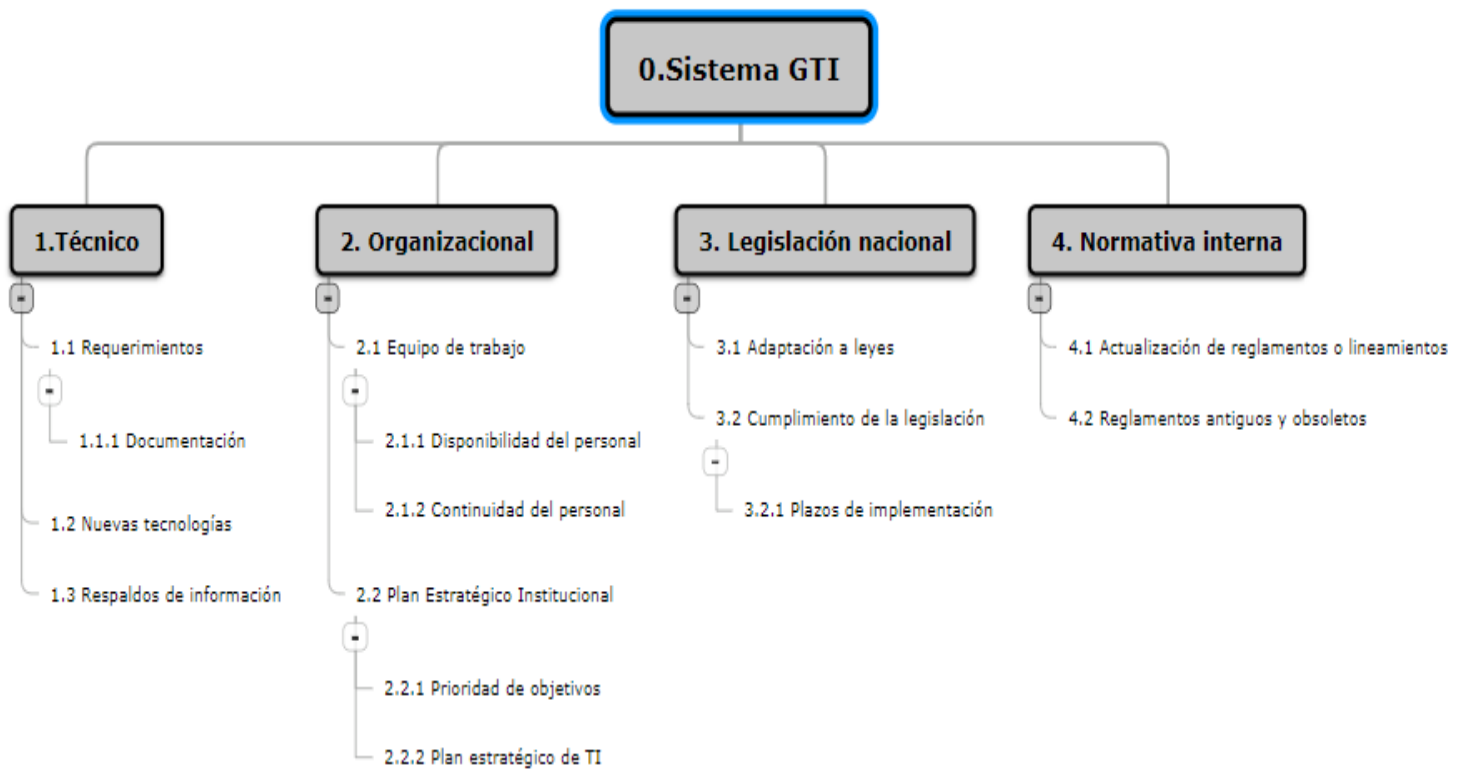 0.Sistema GTI
1.Técnico
1.1 Requerimientos
1.1.1 Documentación
1.2 Nuevas tecnologías
1.3 Respaldos de información
2. Organizacional
2.1 Equipo de trabajo
2.1.1 Disponibilidad del personal
2.1.2 Continuidad del personal
2.2 Plan Estratégico Institucional
2.2.1 Prioridad de objetivos
2.2.2 Plan estratégico de TI
3. Legislación nacional
3.1 Adaptación a leyes
3.2 Cumplimiento de la legislación
3.2.1 Plazos de implementación
4. Normativa interna
4.1 Actualización de reglamentos o lineamientos
4.2 Reglamentos antiguos y obsoletos